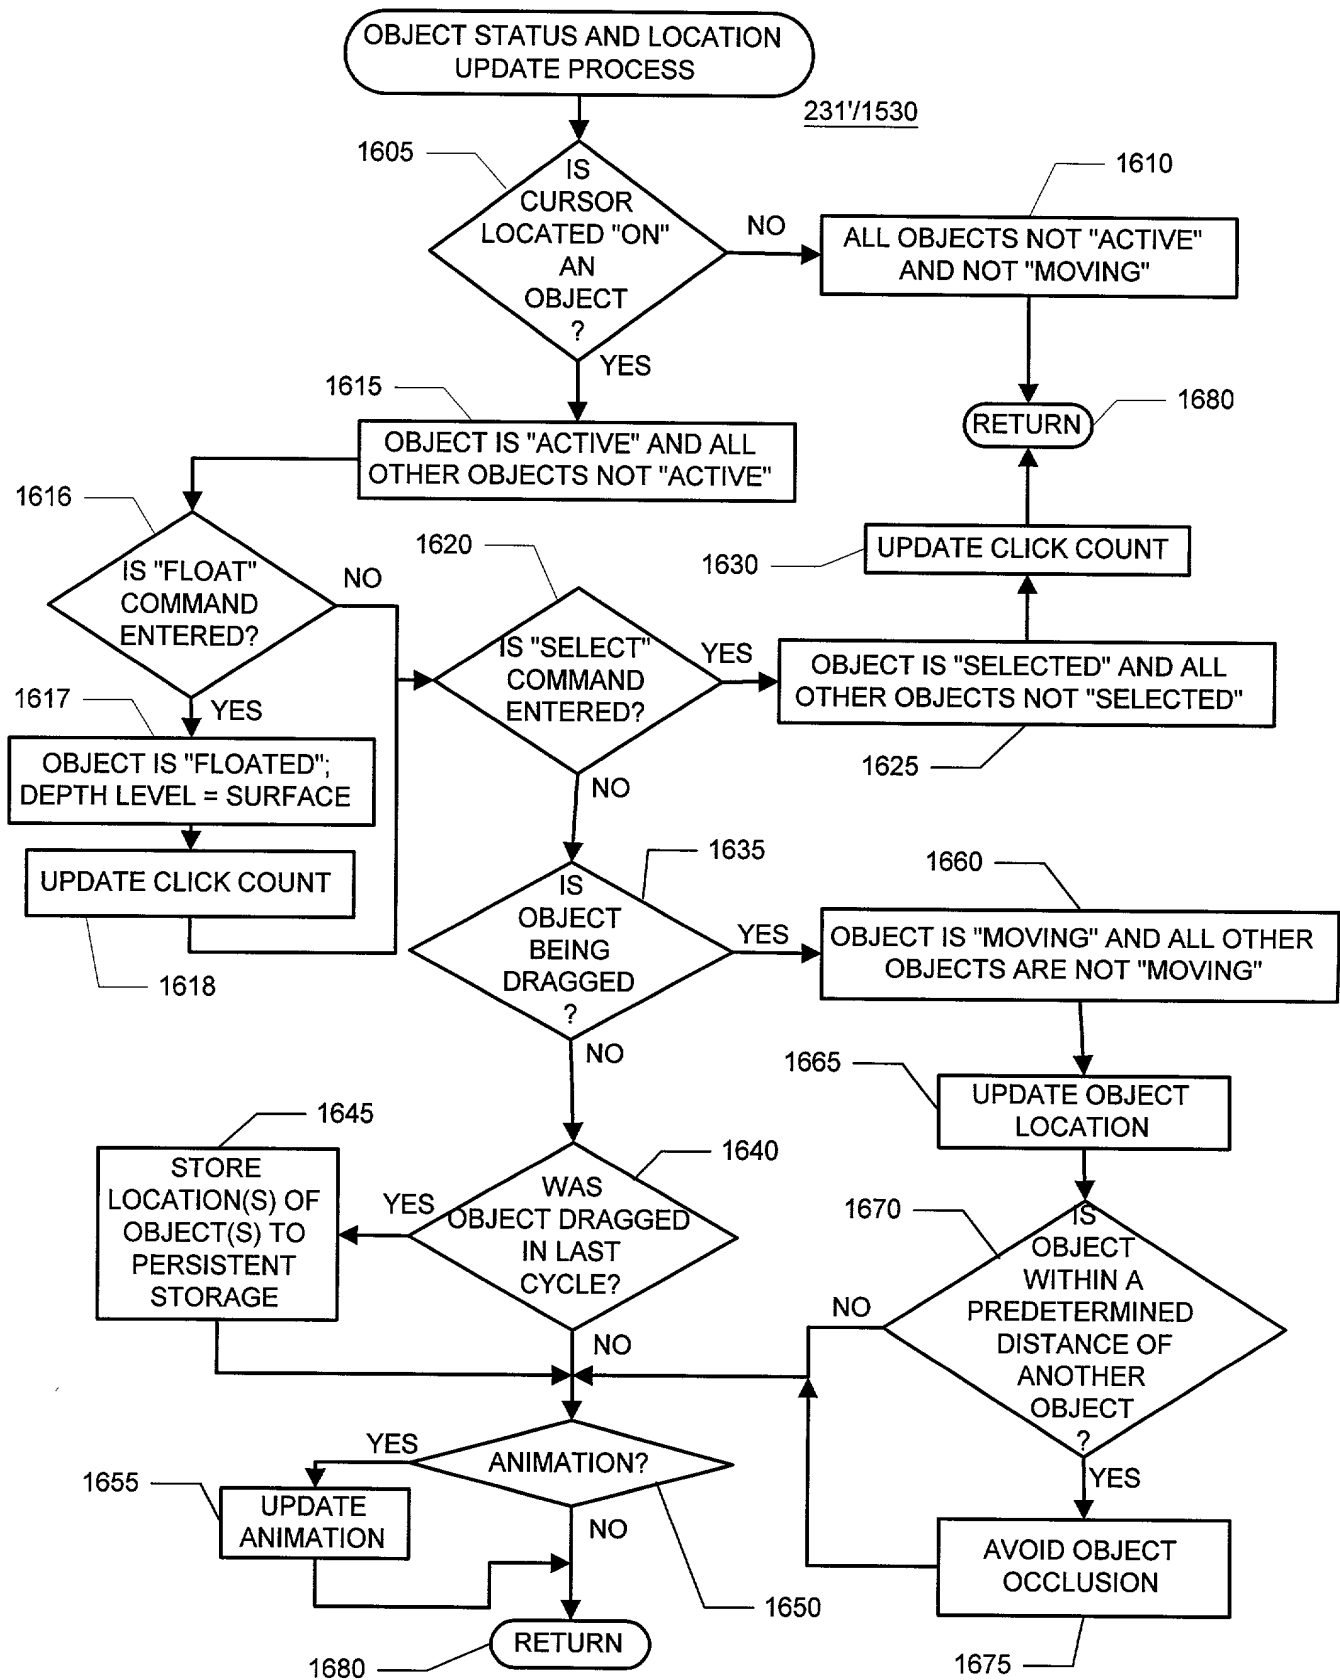 OBJECT STATUS AND LOCATION
UPDATE PROCESS
231'/1530
1605
IS
CURSOR
LOCATED "ON"
AN
OBJECT
?
NO
1610
ALL OBJECTS NOT "ACTIVE"
AND NOT "MOVING"
YES
1615
OBJECT IS "ACTIVE" AND ALL
OTHER OBJECTS NOT "ACTIVE"
RETURN
1680
1616
IS "FLOAT"
COMMAND
ENTERED?
NO
YES
1617
OBJECT IS "FLOATED";
DEPTH LEVEL = SURFACE
UPDATE CLICK COUNT
1618
1620
IS "SELECT"
COMMAND
ENTERED?
YES
NO
1630
UPDATE CLICK COUNT
OBJECT IS "SELECTED" AND ALL
OTHER OBJECTS NOT "SELECTED"
1625
1635
IS
OBJECT
BEING
DRAGGED
?
YES
NO
1660
OBJECT IS "MOVING" AND ALL OTHER
OBJECTS ARE NOT "MOVING"
1665
UPDATE OBJECT
LOCATION
1645
STORE
LOCATION(S) OF
OBJECT(S) TO
PERSISTENT
STORAGE
YES
1640
WAS
OBJECT DRAGGED
IN LAST
CYCLE?
NO
1670
IS
OBJECT
WITHIN A
PREDETERMINED
DISTANCE OF
ANOTHER
OBJECT
?
NO
YES
AVOID OBJECT
OCCLUSION
1675
YES
ANIMATION?
1655
UPDATE
ANIMATION
NO
1650
RETURN
1680